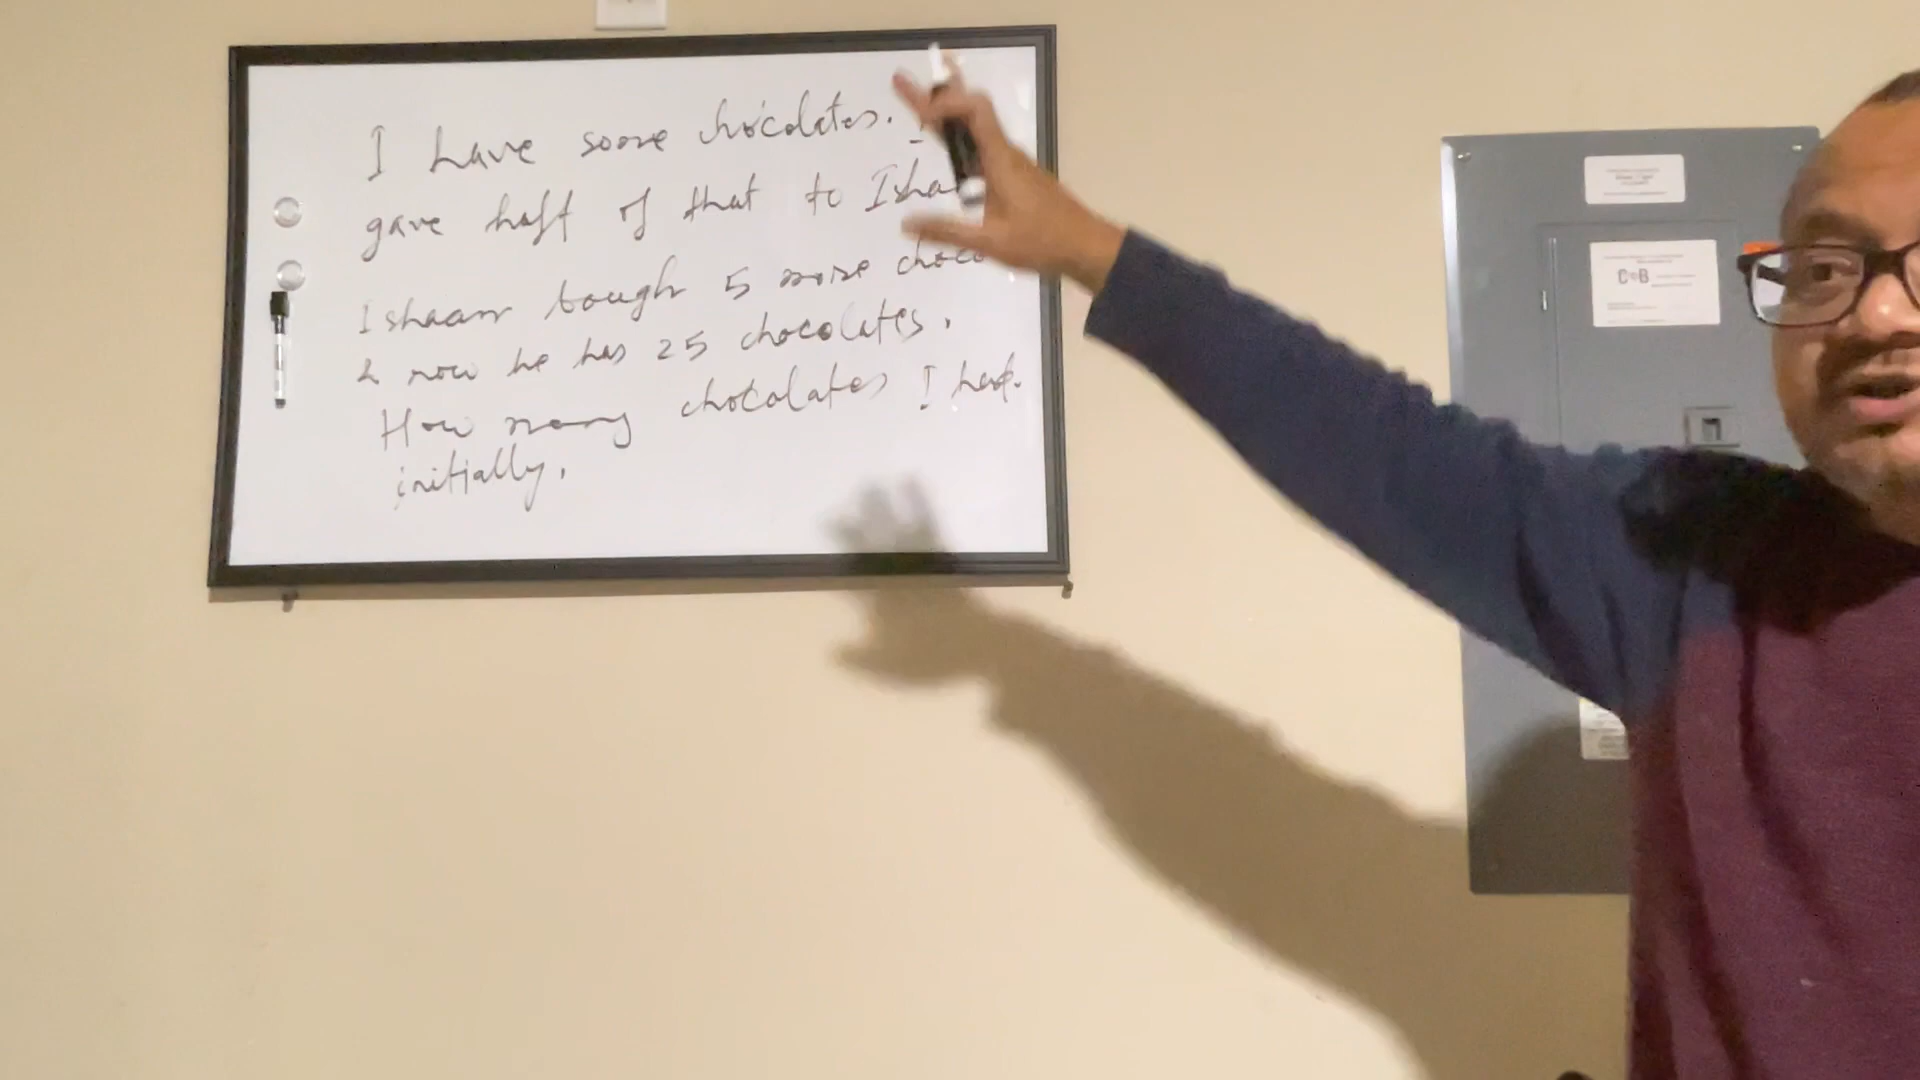 I have some chocolates. I
gave half of that to Isha
Ishaan bough 5 more choco
& now he has 25 chocolates.
How many chocolates I had.
initially.
C B